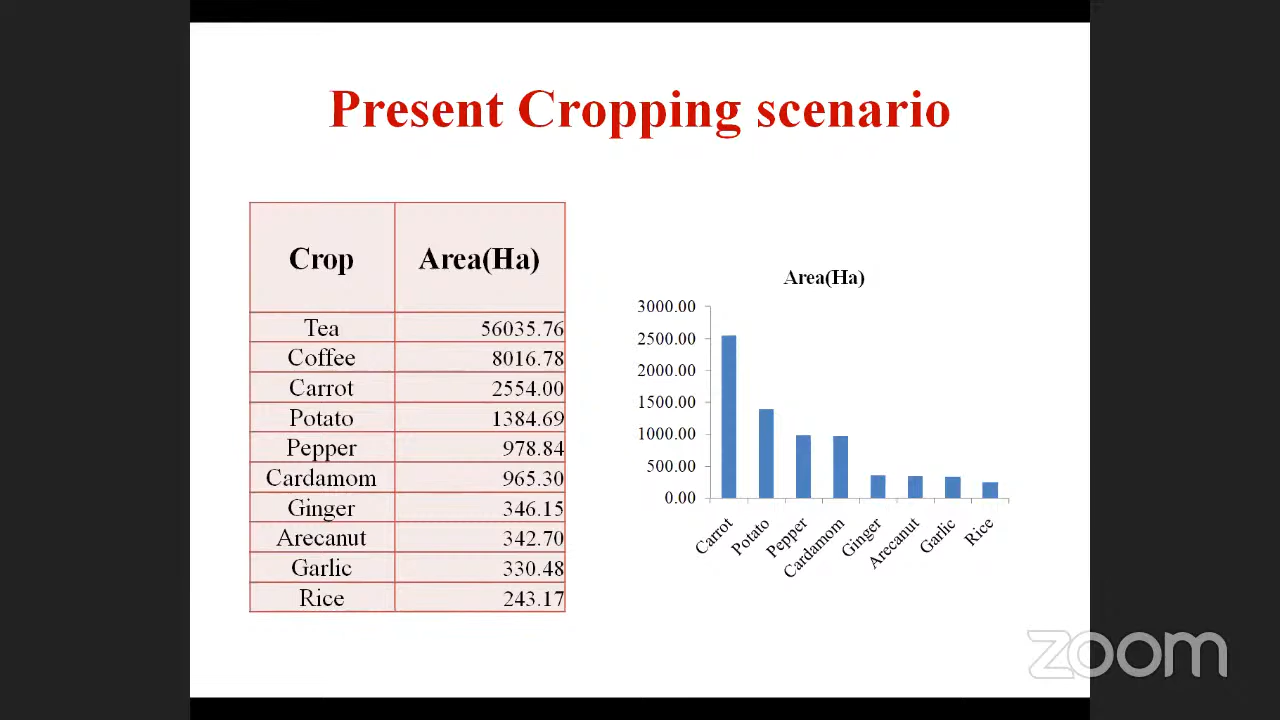 Present Cropping scenario
Crop Area(Ha)
Tea 56035.76
Coffee 8016.78
Carrot 2554.00
Potato 1384.69
Pepper 978.84
Cardamom 965.30
Ginger 346.15
Arecanut 342.70
Garlic 330.48
Rice 243.17
Area(Ha)
3000.00
2500.00
2000.00
1500.00
1000.00
500.00
0.00
Carrot Potato Pepper Cardamom Ginger Arecanut Garlic Rice
zoom